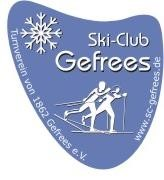 Ski-Club
Gefrees
Turnverein von 1862 Gefrees e.V.
www.sc-gefrees.de